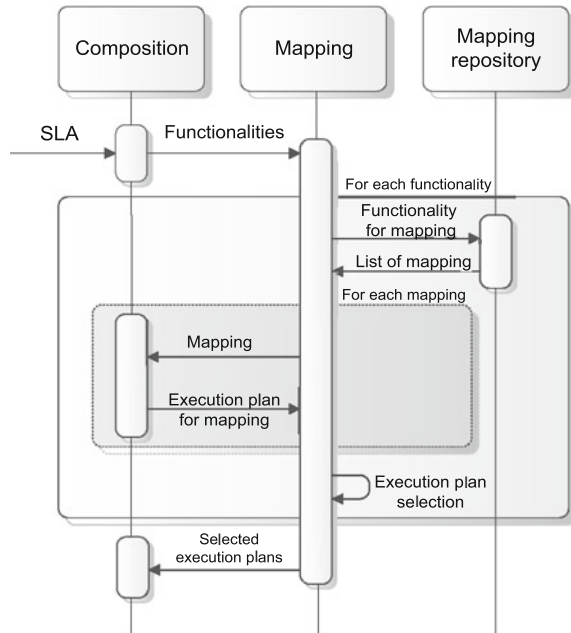 Composition
Mapping
Mapping
repository
SLA
Functionalities
For each functionality
Functionality
for mapping
List of mapping
For each mapping
Mapping
Execution plan
for mapping
Execution plan
selection
Selected
execution plans